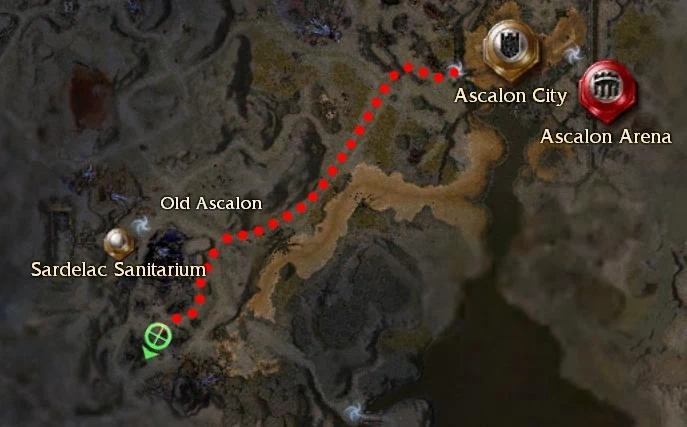 Ascalon City
Ascalon Arena
Old Ascalon
Sardelac Sanitarium